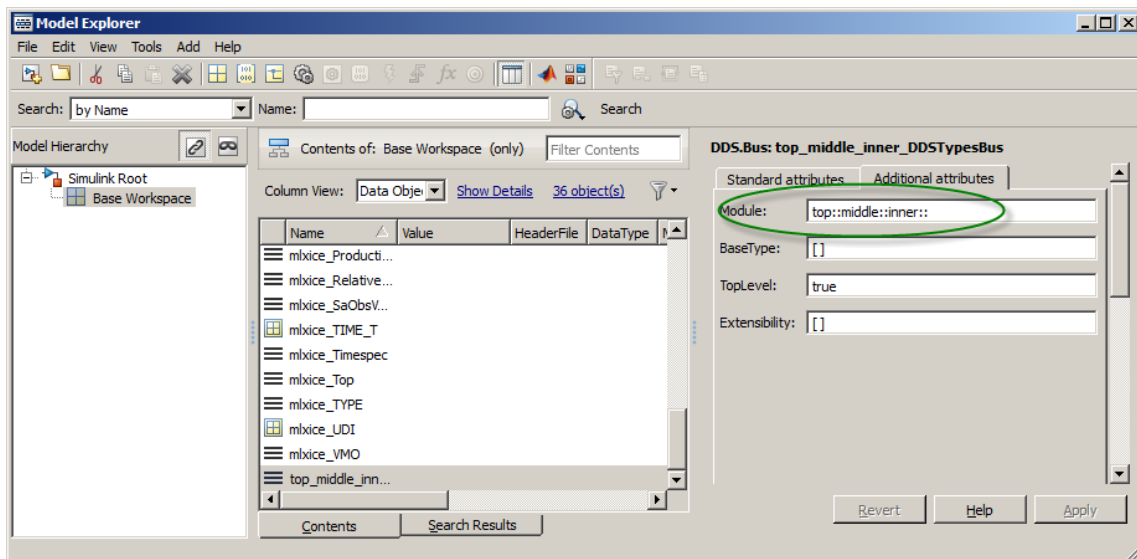 Model Explorer
File Edit View Tools Add Help
fx
Search: by Name Name: Search
Model Hierarchy
Simulink Root
Base Workspace
Contents of: Base Workspace (only) Filter Contents
Column View: Data Obje Show Details 36 object(s)
Name Value HeaderFile DataType
mlxice_Producti...
mlxice_Relative...
mlxice_SaObsV...
mlxice_TIME_T
mlxice_Timespec
mlxice_Top
mlxice_TYPE
mlxice_UDI
mlxice_VMO
top_middle_inn...
Contents Search Results
DDS.Bus: top_middle_inner_DDSTypesBus
Standard attributes Additional attributes
Module: top::middle::inner::
BaseType: []
TopLevel: true
Extensibility: []
Revert Help Apply